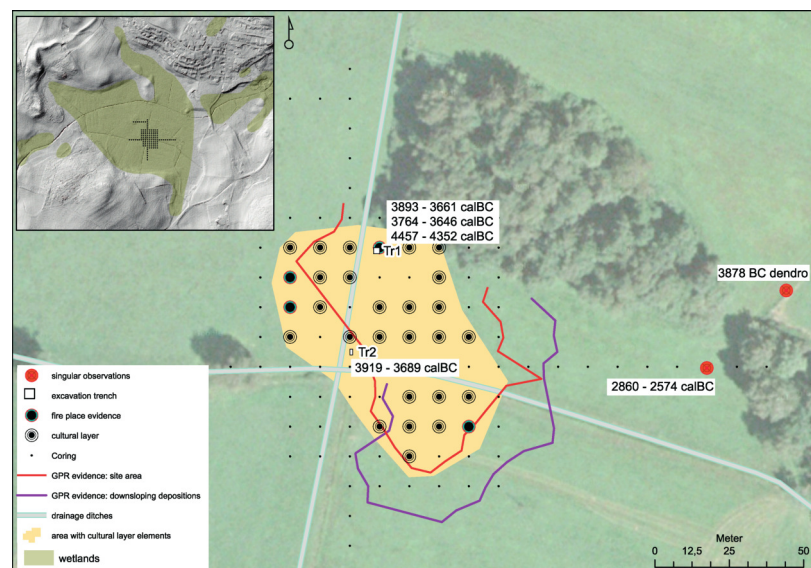 3893 - 3661 calBC
3764 - 3646 calBC
4457 - 4352 calBC
Tr1
3878 BC dendro
Tr2
3919 - 3689 calBC
2860 - 2574 calBC
singular observations
excavation trench
fire place evidence
cultural layer
Coring
GPR evidence: site area
GPR evidence: downsloping depositions
drainage ditches
area with cultural layer elements
wetlands
Meter
0 12,5 25 50